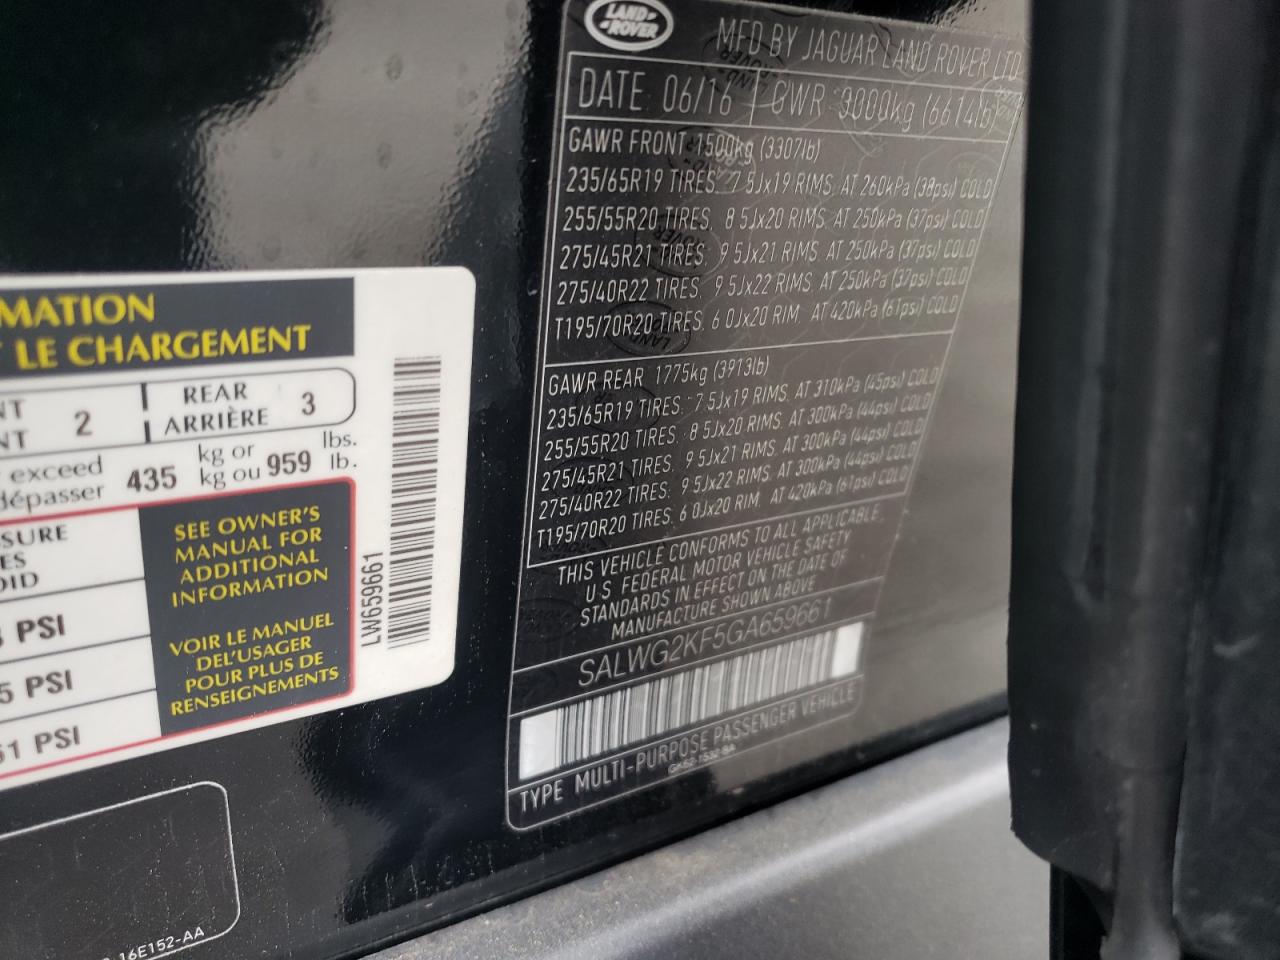 MATION
LE CHARGEMENT
NT 2 REAR 3
NT ARRIÈRE
exceed 435 kg or 959 lbs.
dépasser kg ou lb.
SURE
ES
OID
PSI
5 PSI
51 PSI
SEE OWNER'S
MANUAL FOR
ADDITIONAL
INFORMATION
VOIR LE MANUEL
DEL'USAGER
POUR PLUS DE
RENSEIGNEMENTS
LW659661
16E152-AA
LAND
ROVER
MFD BY JAGUAR LAND ROVER LTD
DATE: 06/16 GWR 3000kg (6614lb)
GAWR FRONT 1500kg (3307lb)
235/65R19 TIRES. 7.5Jx19 RIMS. AT 260kPa (38psi) COLD
255/55R20 TIRES. 8.5Jx20 RIMS. AT 250kPa (37psi) COLD
275/45R21 TIRES. 9.5Jx21 RIMS. AT 250kPa (37psi) COLD
275/40R22 TIRES. 9.5Jx22 RIMS. AT 250kPa (37psi) COLD
T195/70R20 TIRES. 6.0Jx20 RIM. AT 420kPa (61psi) COLD
GAWR REAR 1775kg (3913lb)
235/65R19 TIRES. 7.5Jx19 RIMS. AT 310kPa (45psi) COLD
255/55R20 TIRES. 8.5Jx20 RIMS. AT 300kPa (44psi) COLD
275/45R21 TIRES. 9.5Jx21 RIMS. AT 300kPa (44psi) COLD
275/40R22 TIRES. 9.5Jx22 RIMS. AT 300kPa (44psi) COLD
T195/70R20 TIRES. 6.0Jx20 RIM. AT 420kPa (61psi) COLD
THIS VEHICLE CONFORMS TO ALL APPLICABLE
U.S. FEDERAL MOTOR VEHICLE SAFETY
STANDARDS IN EFFECT ON THE DATE OF
MANUFACTURE SHOWN ABOVE
SALWG2KF5GA659661
TYPE MULTI-PURPOSE PASSENGER VEHICLE